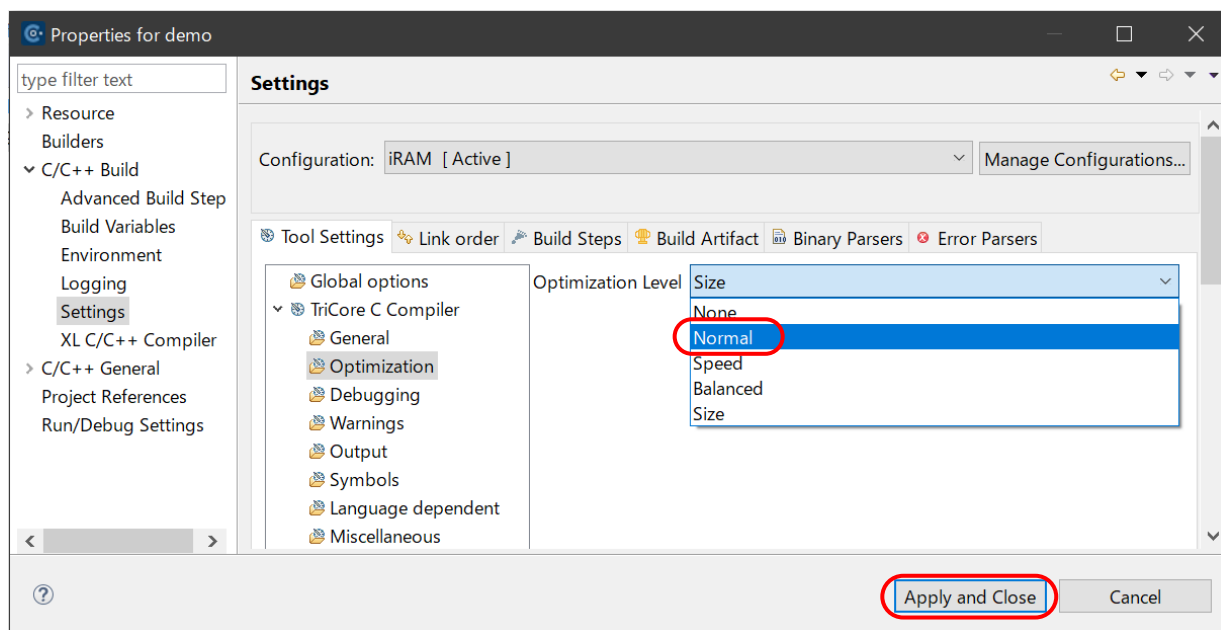 Properties for demo
type filter text
Resource
Builders
C/C++ Build
Advanced Build Step
Build Variables
Environment
Logging
Settings
XL C/C++ Compiler
C/C++ General
Project References
Run/Debug Settings
Settings
Configuration: iRAM [ Active ] Manage Configurations...
Tool Settings Link order Build Steps Build Artifact Binary Parsers Error Parsers
Global options
TriCore C Compiler
General
Optimization
Debugging
Warnings
Output
Symbols
Language dependent
Miscellaneous
Optimization Level Size
None
Normal
Speed
Balanced
Size
Apply and Close Cancel